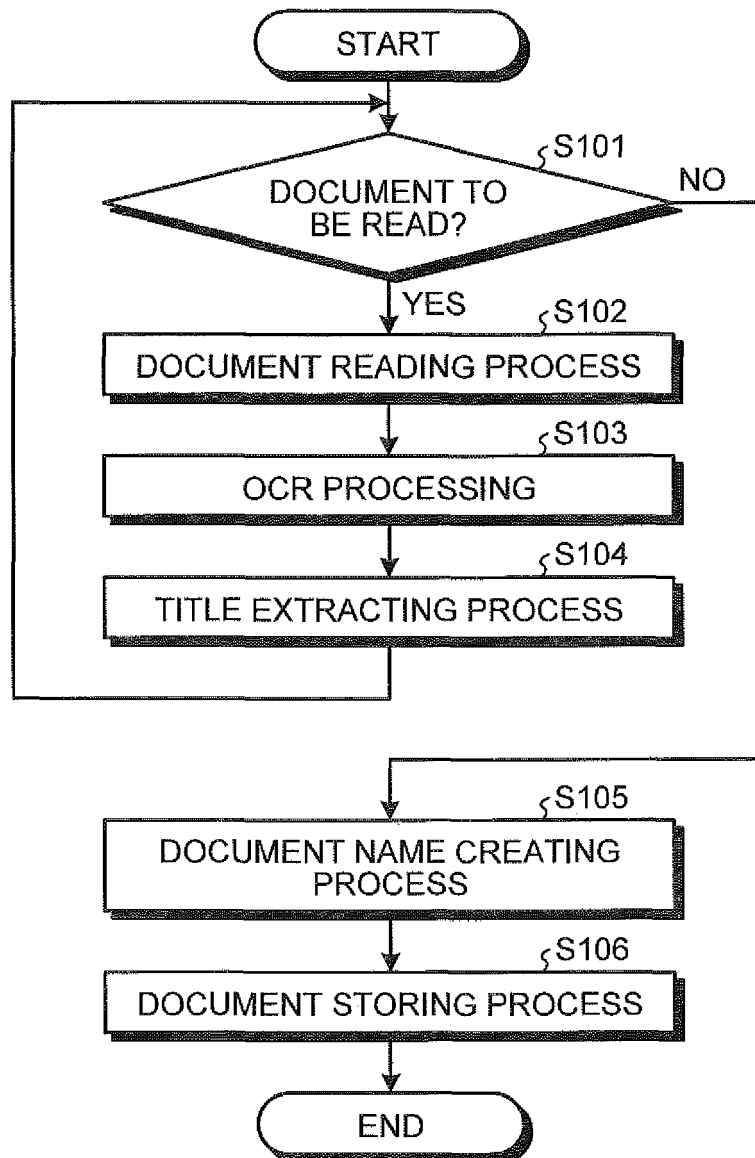 START
S101
DOCUMENT TO
BE READ?
NO
YES
S102
DOCUMENT READING PROCESS
S103
OCR PROCESSING
S104
TITLE EXTRACTING PROCESS
S105
DOCUMENT NAME CREATING
PROCESS
S106
DOCUMENT STORING PROCESS
END